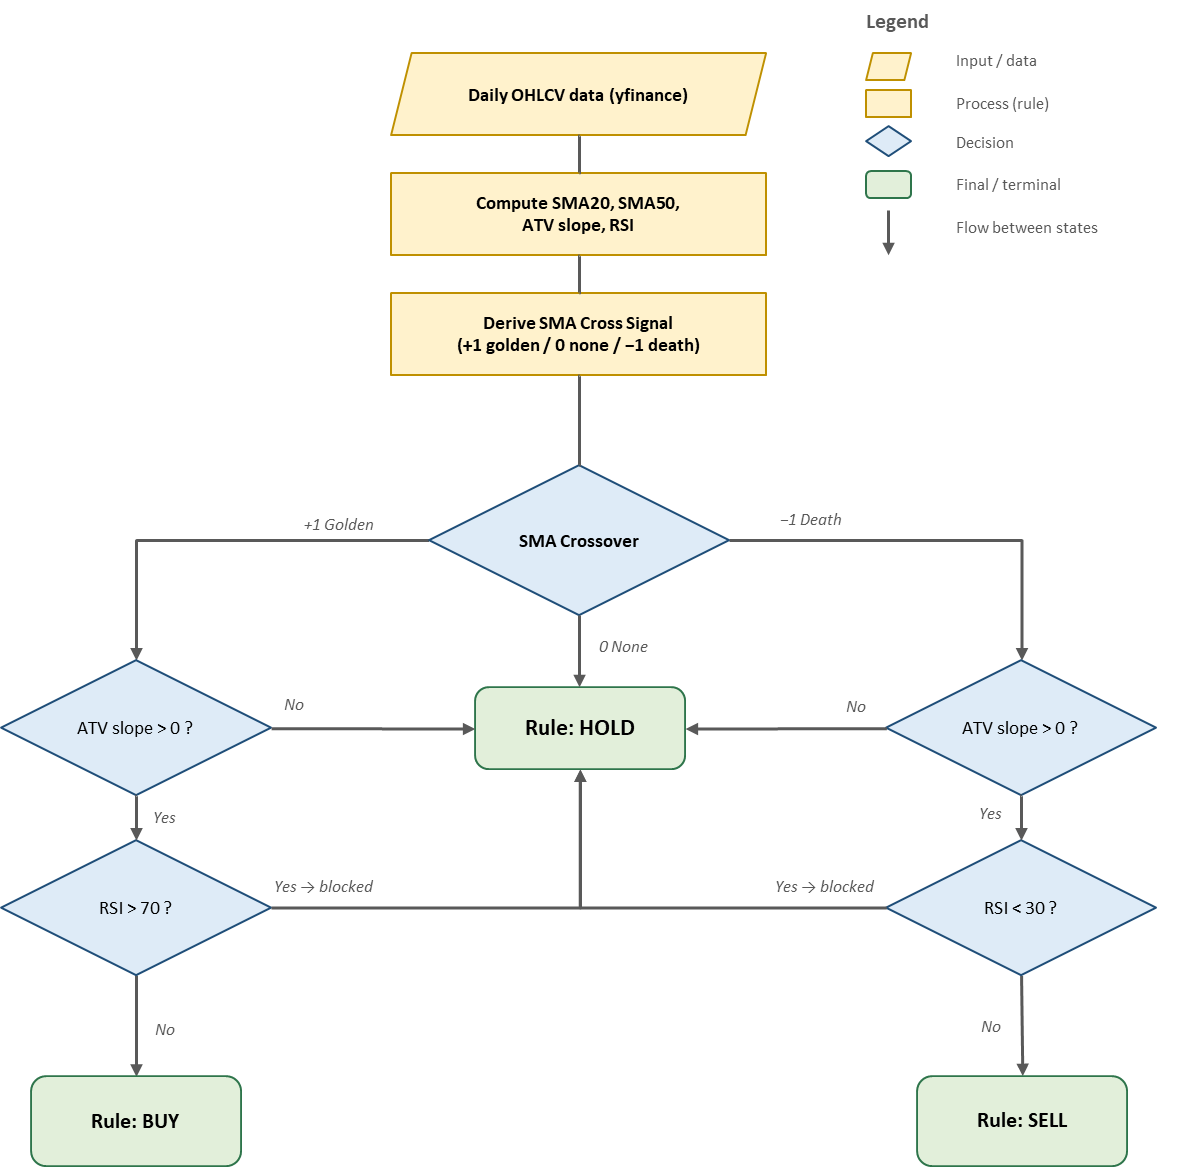 Legend
Input / data
Process (rule)
Decision
Final / terminal
Flow between states
Daily OHLCV data (yfinance)
Compute SMA20, SMA50,
ATV slope, RSI
Derive SMA Cross Signal
(+1 golden / 0 none / −1 death)
+1 Golden
−1 Death
SMA Crossover
0 None
ATV slope > 0 ?
No
Rule: HOLD
No
ATV slope > 0 ?
Yes
Yes
RSI > 70 ?
Yes → blocked
Yes → blocked
RSI < 30 ?
No
No
Rule: BUY
Rule: SELL